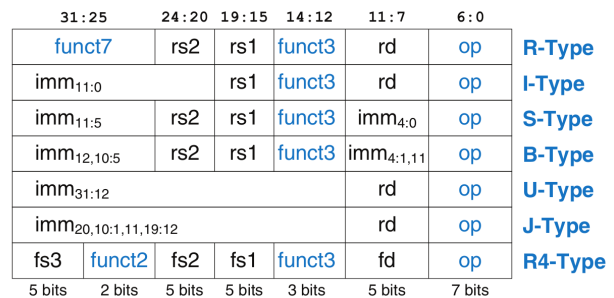 31:25 24:20 19:15 14:12 11:7 6:0
funct7 rs2 rs1 funct3 rd op R-Type
imm11:0 rs1 funct3 rd op I-Type
imm11:5 rs2 rs1 funct3 imm4:0 op S-Type
imm12,10:5 rs2 rs1 funct3 imm4:1,11 op B-Type
imm31:12 rd op U-Type
imm20,10:1,11,19:12 rd op J-Type
fs3 funct2 fs2 fs1 funct3 fd op R4-Type
5 bits 2 bits 5 bits 5 bits 3 bits 5 bits 7 bits